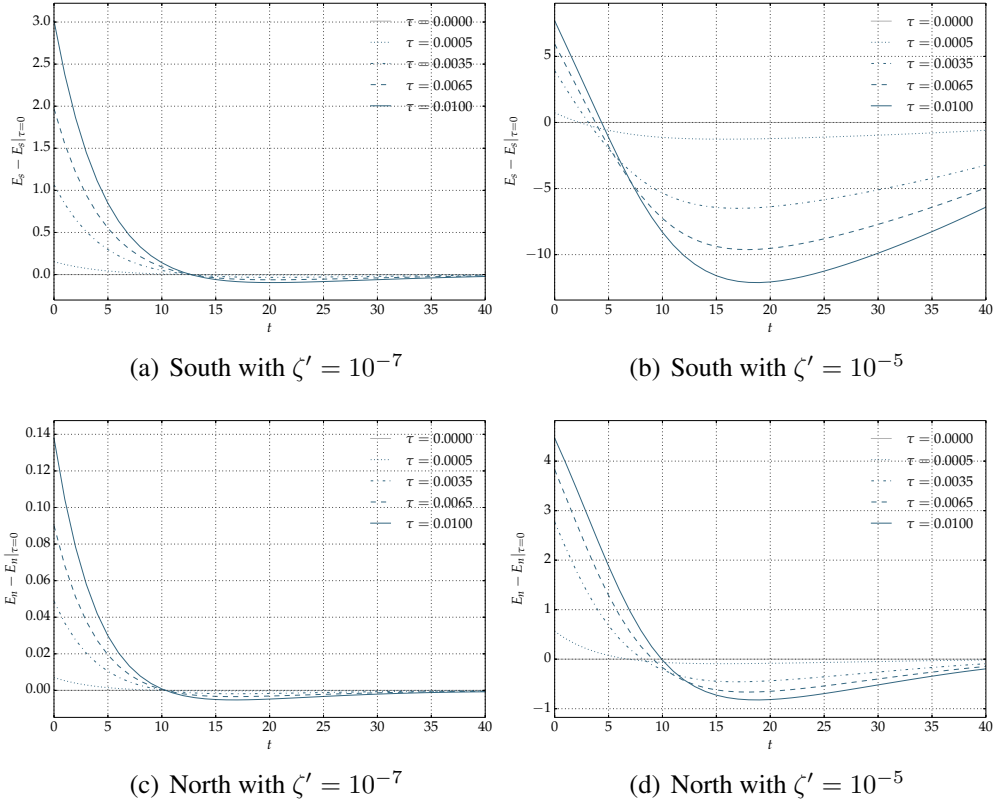 3.0
2.5
2.0
1.5
1.0
0.5
0.0
E_s − E_s|τ=0
0 5 10 15 20 25 30 35 40
t
τ = 0.0000
τ = 0.0005
τ = 0.0035
τ = 0.0065
τ = 0.0100
(a) South with ζ′ = 10⁻⁷
5
0
−5
−10
E_s − E_s|τ=0
0 5 10 15 20 25 30 35 40
t
τ = 0.0000
τ = 0.0005
τ = 0.0035
τ = 0.0065
τ = 0.0100
(b) South with ζ′ = 10⁻⁵
0.14
0.12
0.10
0.08
0.06
0.04
0.02
0.00
E_n − E_n|τ=0
0 5 10 15 20 25 30 35 40
t
τ = 0.0000
τ = 0.0005
τ = 0.0035
τ = 0.0065
τ = 0.0100
(c) North with ζ′ = 10⁻⁷
4
3
2
1
0
−1
E_n − E_n|τ=0
0 5 10 15 20 25 30 35 40
t
τ = 0.0000
τ = 0.0005
τ = 0.0035
τ = 0.0065
τ = 0.0100
(d) North with ζ′ = 10⁻⁵